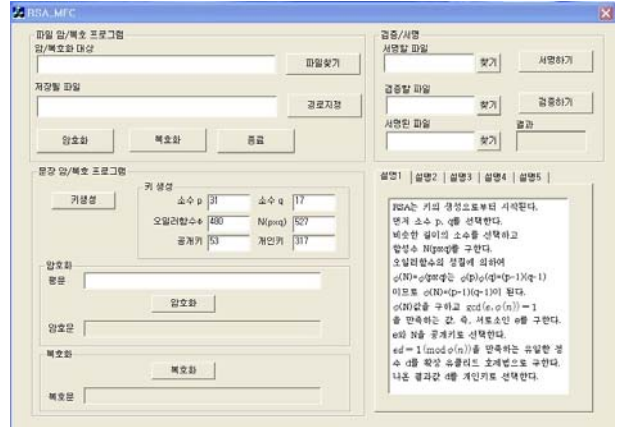 RSA_MFC
파일 암/복호 프로그램
암/복호화 대상
파일찾기
저장될 파일
경로지정
암호화
복호화
종료
검증/서명
서명할 파일
찾기
서명하기
검증할 파일
찾기
검증하기
서명된 파일
찾기
결과
문장 암/복호 프로그램
키생성
키 생성
소수 p 31
소수 q 17
오일러함수Φ 480
N(pxq) 527
공개키 53
개인키 317
암호화
평문
암호화
암호문
복호화
복호화
복호문
설명1 설명2 설명3 설명4 설명5
RSA는 키의 생성으로부터 시작된다.
먼저 소수 p, q를 선택한다.
비슷한 길이의 소수를 선택하고
합성수 N(pxq)를 구한다.
오일러함수의 성질에 의하여
φ(N)=φ(pxq)는 φ(p)φ(q)=(p-1)(q-1)
이므로 φ(N)=(p-1)(q-1)이 된다.
φ(N)값을 구하고 gcd(e, φ(n)) = 1
을 만족하는 값, 즉, 서로소인 e를 구한다.
e와 N을 공개키로 선택한다.
ed = 1(mod φ(n))을 만족하는 유일한 정
수 d를 확장 유클리드 호제법으로 구한다.
나온 결과값 d를 개인키로 선택한다.